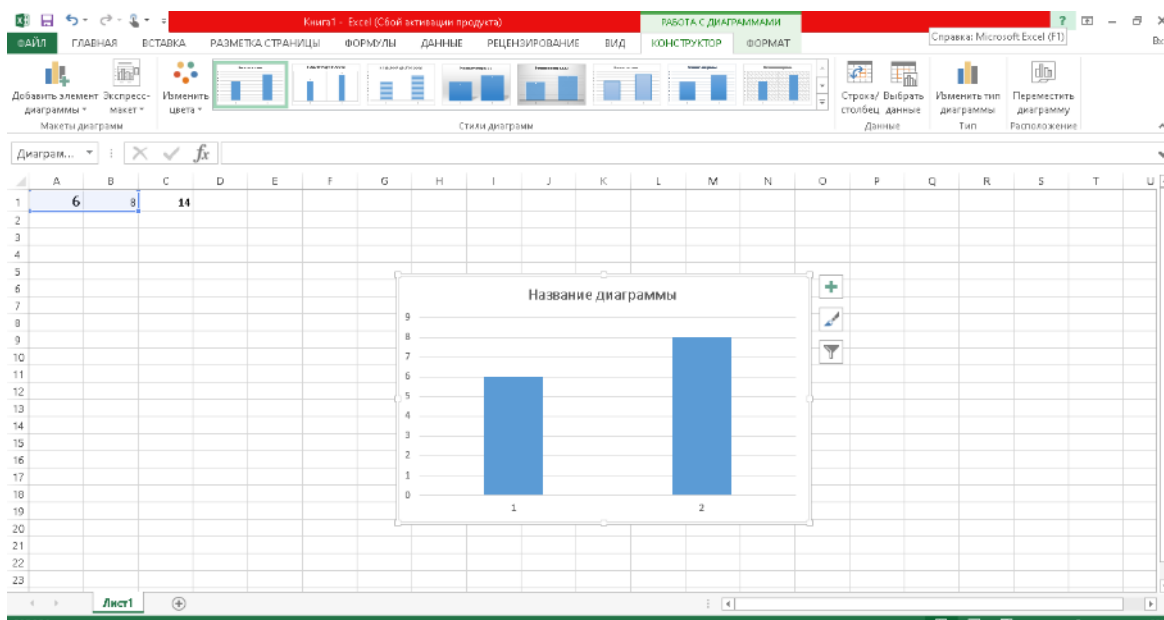 Книга1 - Excel (Сбой активации продукта)
РАБОТА С ДИАГРАММАМИ
?
ФАЙЛ ГЛАВНАЯ ВСТАВКА РАЗМЕТКА СТРАНИЦЫ ФОРМУЛЫ ДАННЫЕ РЕЦЕНЗИРОВАНИЕ ВИД КОНСТРУКТОР ФОРМАТ
Справка: Microsoft Excel (F1)
Добавить элемент диаграммы
Экспресс-макет
Изменить цвета
Строка/столбец
Выбрать данные
Изменить тип диаграммы
Переместить диаграмму
Макеты диаграмм
Стили диаграмм
Данные
Тип
Расположение
Диаграм...
fx
A B C D E F G H I J K L M N O P Q R S T U
1 6 8 14
2
3
4
5
6
7
8
9
10
11
12
13
14
15
16
17
18
19
20
21
22
23
Название диаграммы
9
8
7
6
5
4
3
2
1
0
1 2
Лист1